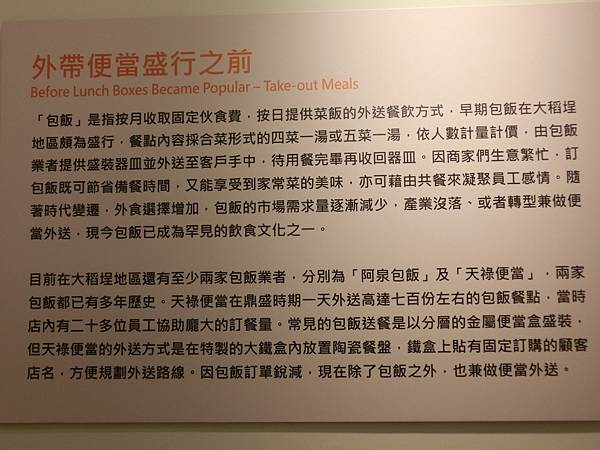 外帶便當盛行之前
Before Lunch Boxes Became Popular – Take-out Meals
「包飯」是指按月收取固定伙食費，按日提供菜飯的外送餐飲方式，早期包飯在大稻埕
地區頗為盛行，餐點內容採合菜形式的四菜一湯或五菜一湯，依人數計量計價，由包飯
業者提供盛裝器皿並外送至客戶手中，待用餐完畢再收回器皿。因商家們生意繁忙，訂
包飯既可節省備餐時間，又能享受到家常菜的美味，亦可藉由共餐來凝聚員工感情。隨
著時代變遷，外食選擇增加，包飯的市場需求量逐漸減少，產業沒落、或者轉型兼做便
當外送，現今包飯已成為罕見的飲食文化之一。
目前在大稻埕地區還有至少兩家包飯業者，分別為「阿泉包飯」及「天祿便當」，兩家
包飯都已有多年歷史。天祿便當在鼎盛時期一天外送高達七百份左右的包飯餐點，當時
店內有二十多位員工協助龐大的訂餐量。常見的包飯送餐是以分層的金屬便當盒盛裝，
但天祿便當的外送方式是在特製的大鐵盒內放置陶瓷餐盤，鐵盒上貼有固定訂購的顧客
店名，方便規劃外送路線。因包飯訂單銳減，現在除了包飯之外，也兼做便當外送。